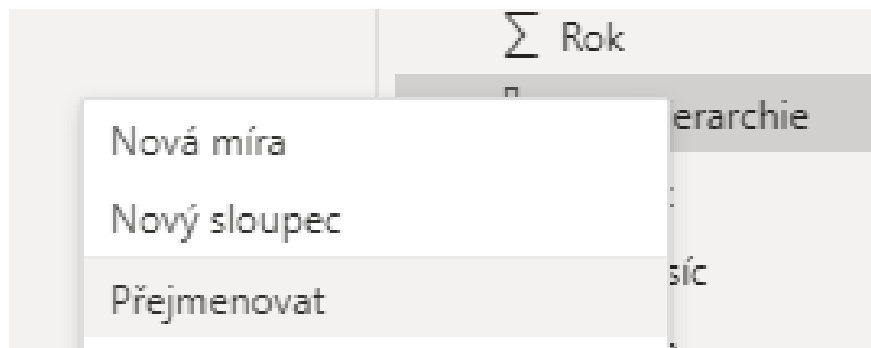 Rok
erarchie
Nová míra
Nový sloupec
síc
Přejmenovat